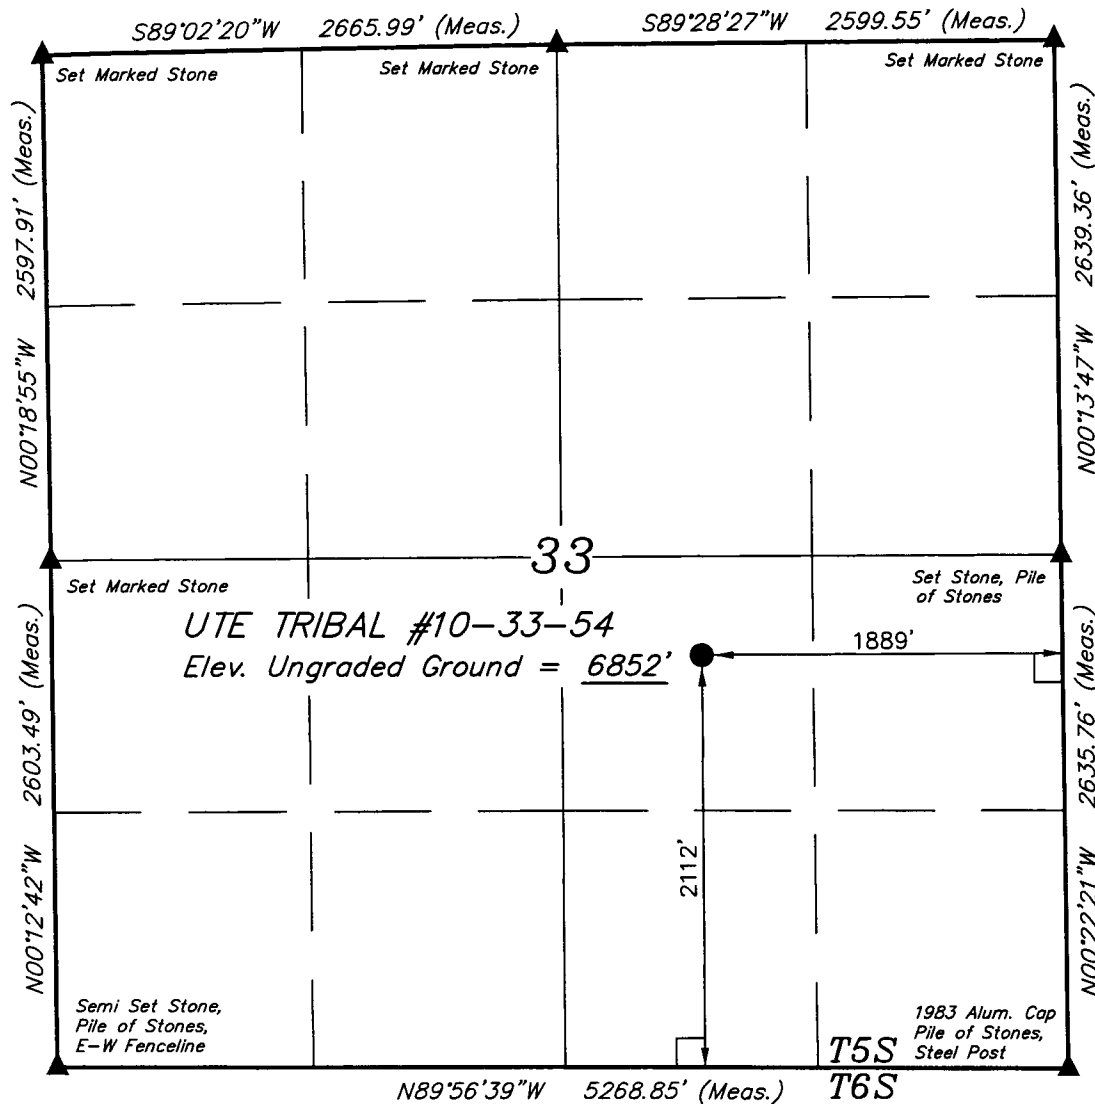 S89°02'20"W 2665.99' (Meas.)
S89°28'27"W 2599.55' (Meas.)
Set Marked Stone
Set Marked Stone
Set Marked Stone
N00°18'55"W 2597.91' (Meas.)
N00°13'47"W 2639.36' (Meas.)
33
Set Marked Stone
Set Stone, Pile
of Stones
UTE TRIBAL #10-33-54
Elev. Ungraded Ground = 6852'
1889'
2112'
N00°12'42"W 2603.49' (Meas.)
N00°22'21"W 2635.76' (Meas.)
Semi Set Stone,
Pile of Stones,
E-W Fenceline
1983 Alum. Cap
Pile of Stones,
Steel Post
T5S
T6S
N89°56'39"W 5268.85' (Meas.)